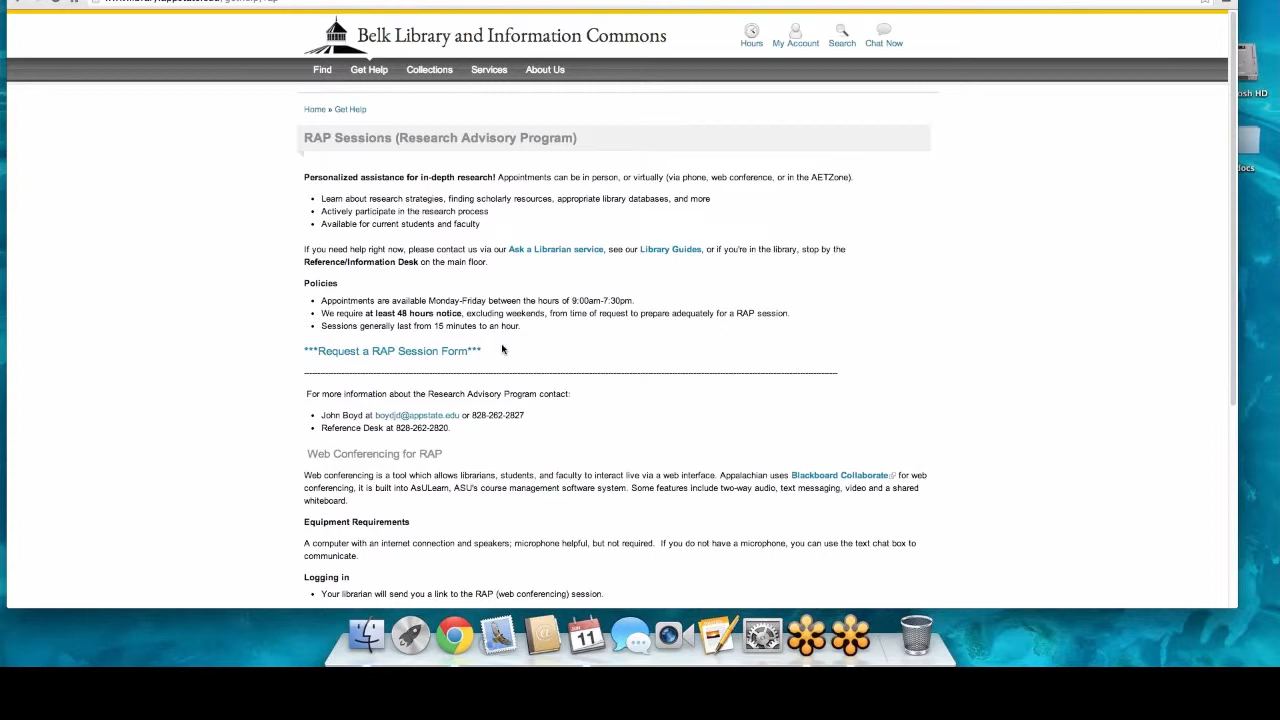 Belk Library and Information Commons
Hours My Account Search Chat Now
Find Get Help Collections Services About Us
Home » Get Help
RAP Sessions (Research Advisory Program)
Personalized assistance for in-depth research! Appointments can be in person, or virtually (via phone, web conference, or in the AETZone).
• Learn about research strategies, finding scholarly resources, appropriate library databases, and more
• Actively participate in the research process
• Available for current students and faculty
If you need help right now, please contact us via our Ask a Librarian service, see our Library Guides, or if you're in the library, stop by the
Reference/Information Desk on the main floor.
Policies
• Appointments are available Monday-Friday between the hours of 9:00am-7:30pm.
• We require at least 48 hours notice, excluding weekends, from time of request to prepare adequately for a RAP session.
• Sessions generally last from 15 minutes to an hour.
***Request a RAP Session Form***
For more information about the Research Advisory Program contact:
• John Boyd at boydjd@appstate.edu or 828-262-2827
• Reference Desk at 828-262-2820.
Web Conferencing for RAP
Web conferencing is a tool which allows librarians, students, and faculty to interact live via a web interface. Appalachian uses Blackboard Collaborate for web
conferencing, it is built into AsULearn, ASU's course management software system. Some features include two-way audio, text messaging, video and a shared
whiteboard.
Equipment Requirements
A computer with an internet connection and speakers; microphone helpful, but not required. If you do not have a microphone, you can use the text chat box to
communicate.
Logging in
• Your librarian will send you a link to the RAP (web conferencing) session.
11